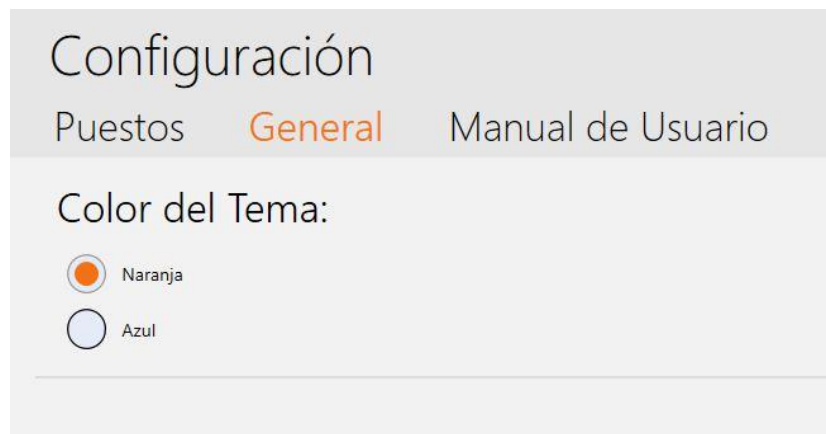 Configuración
Puestos General Manual de Usuario
Color del Tema:
Naranja
Azul